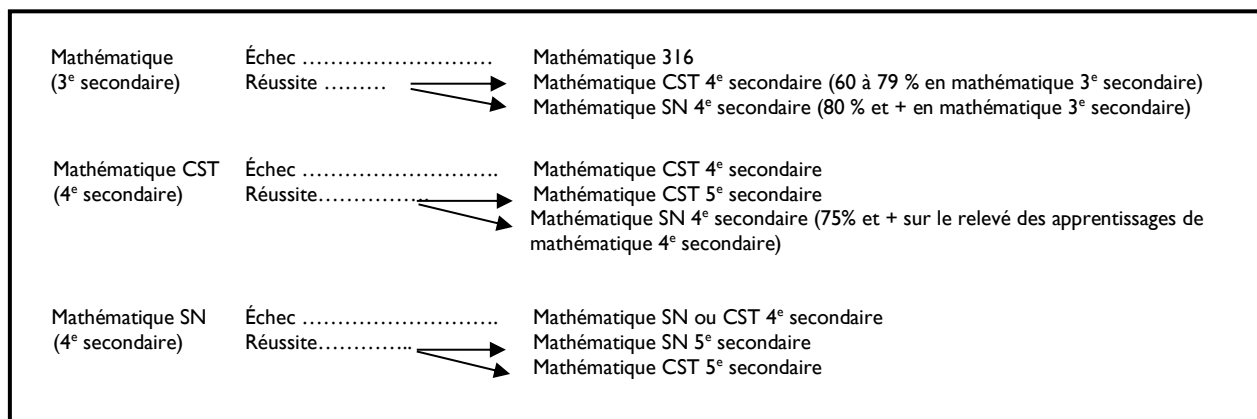 Mathématique Échec ……………………… Mathématique 316
(3e secondaire) Réussite ……… Mathématique CST 4e secondaire (60 à 79 % en mathématique 3e secondaire)
Mathématique SN 4e secondaire (80 % et + en mathématique 3e secondaire)
Mathématique CST Échec ……………………….. Mathématique CST 4e secondaire
(4e secondaire) Réussite…………….. Mathématique CST 5e secondaire
Mathématique SN 4e secondaire (75% et + sur le relevé des apprentissages de
mathématique 4e secondaire)
Mathématique SN Échec ……………………….. Mathématique SN ou CST 4e secondaire
(4e secondaire) Réussite………….. Mathématique SN 5e secondaire
Mathématique CST 5e secondaire